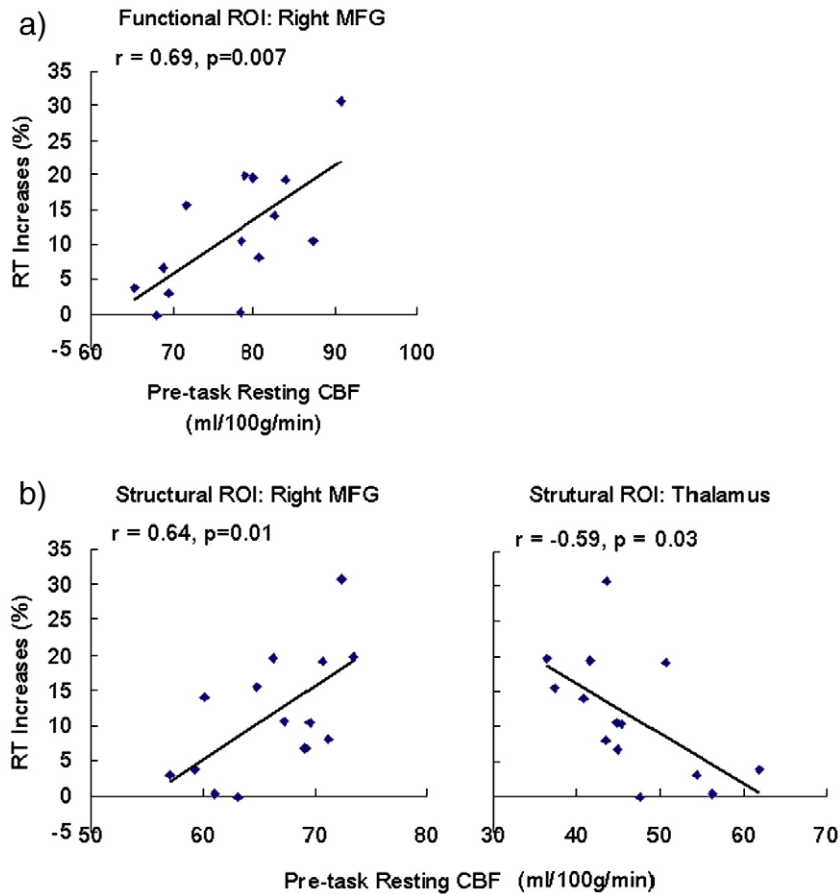 a)
Functional ROI: Right MFG
r = 0.69, p=0.007
RT Increases (%)
35
30
25
20
15
10
5
0
-5
60 70 80 90 100
Pre-task Resting CBF
(ml/100g/min)
b)
Structural ROI: Right MFG
r = 0.64, p=0.01
RT Increases (%)
35
30
25
20
15
10
5
0
-5
50 60 70 80
Strutural ROI: Thalamus
r = -0.59, p = 0.03
30 40 50 60 70
Pre-task Resting CBF (ml/100g/min)